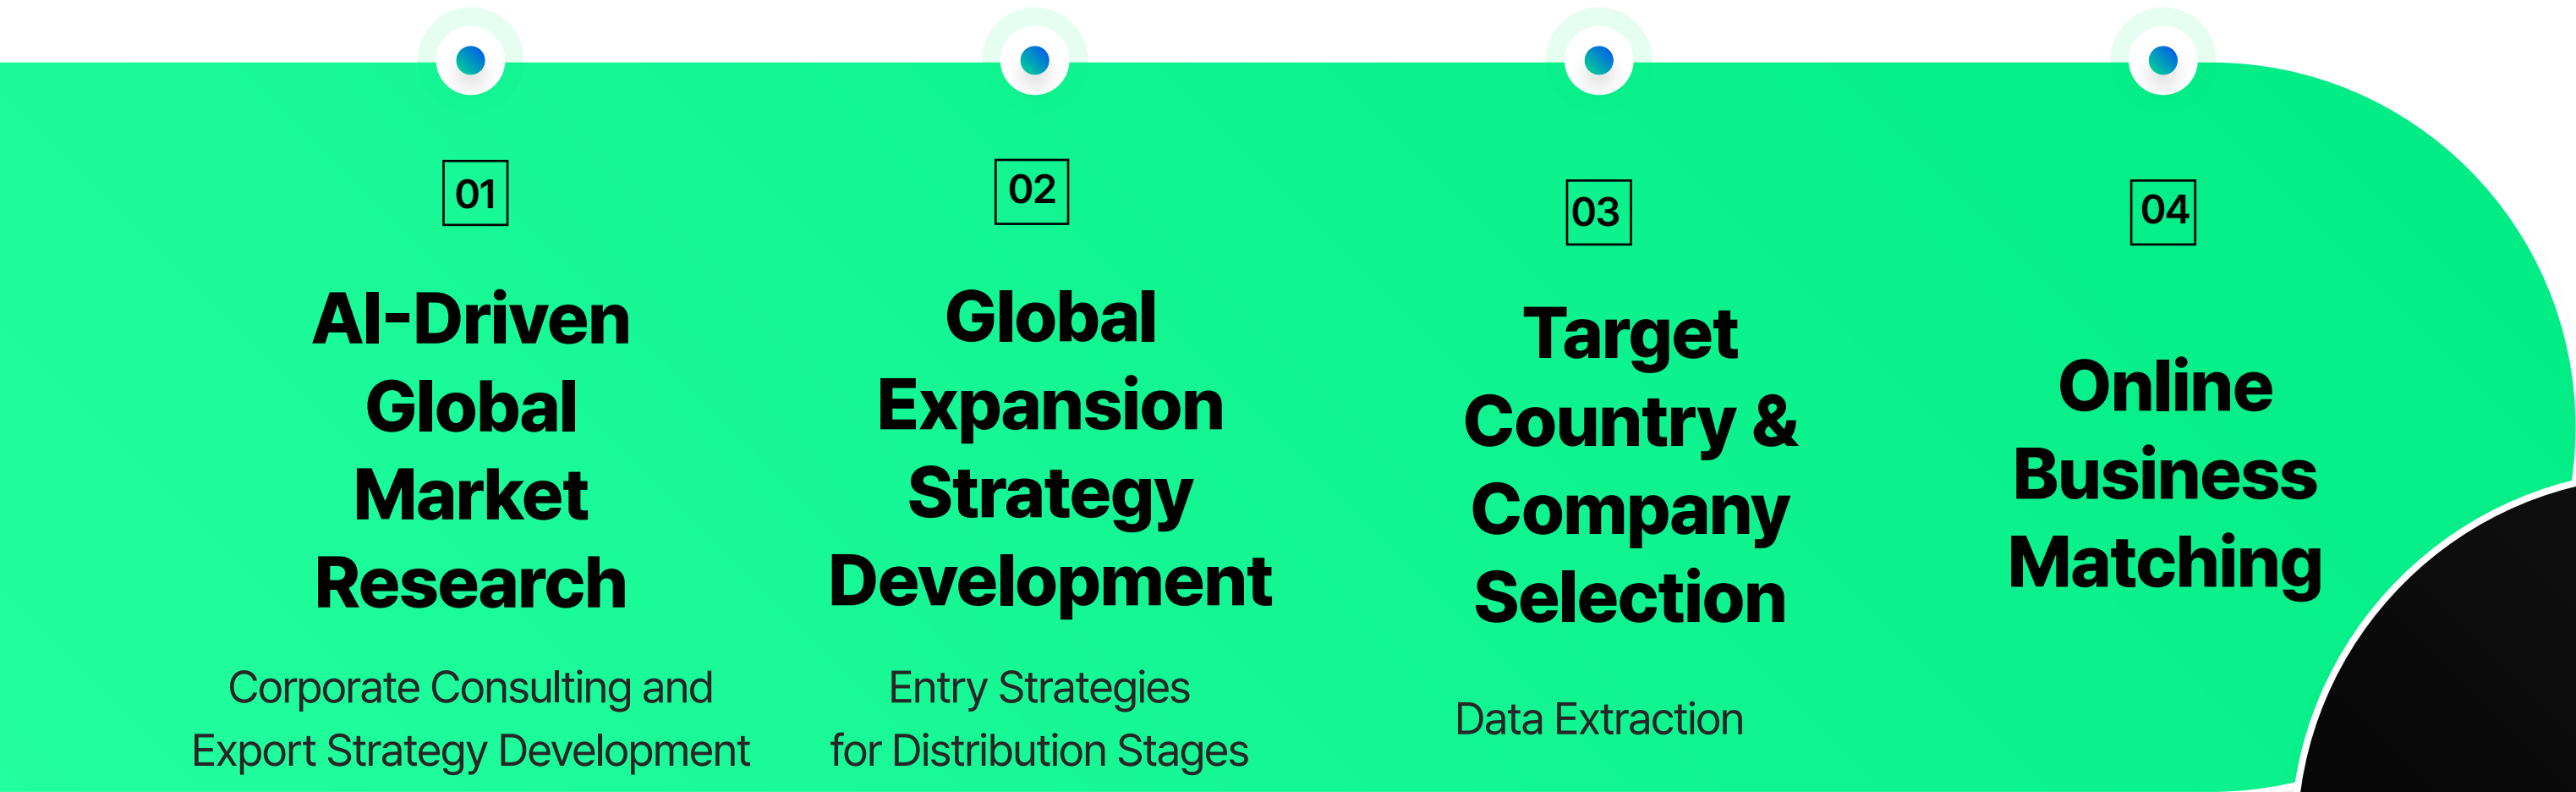 01
AI-Driven
Global
Market
Research
Corporate Consulting and
Export Strategy Development
02
Global
Expansion
Strategy
Development
Entry Strategies
for Distribution Stages
03
Target
Country &
Company
Selection
Data Extraction
04
Online
Business
Matching